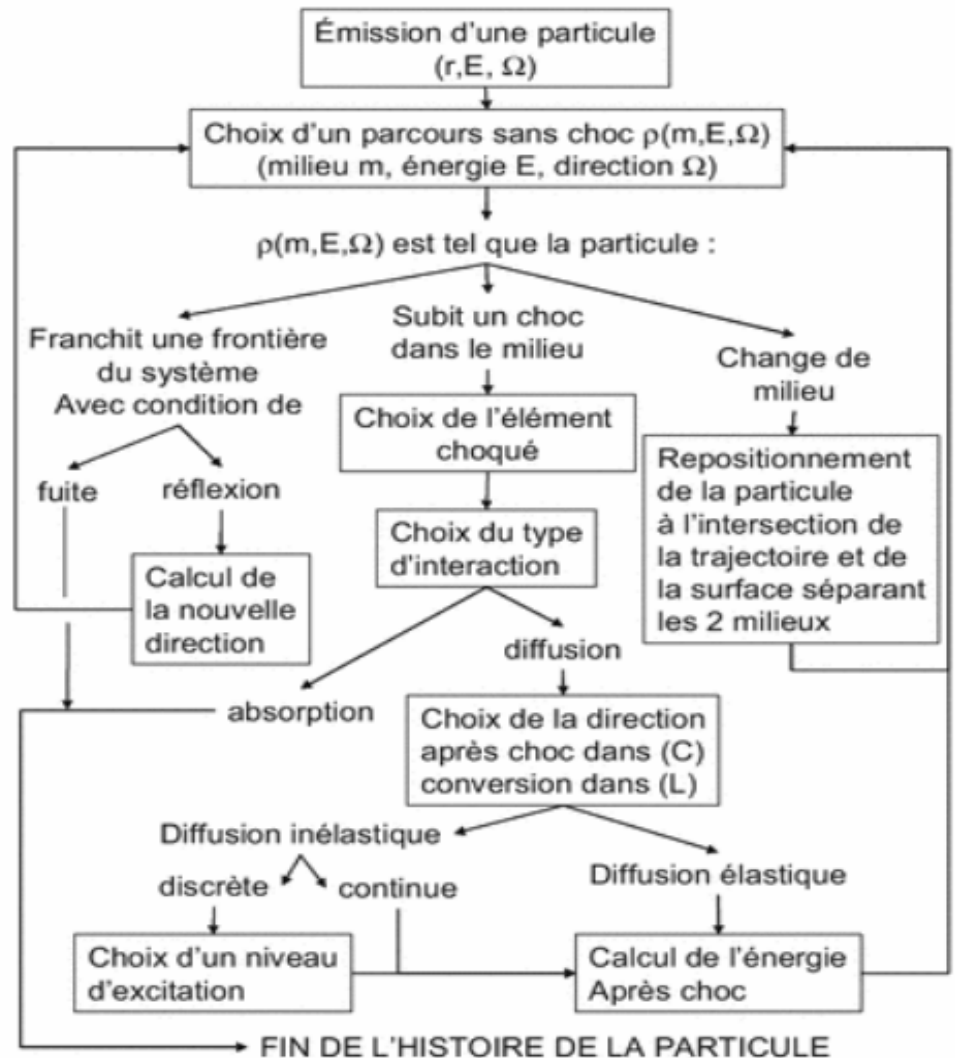 Émission d'une particule
(r,E, Ω)
Choix d'un parcours sans choc ρ(m,E,Ω)
(milieu m, énergie E, direction Ω)
ρ(m,E,Ω) est tel que la particule :
Franchit une frontière
du système
Avec condition de
fuite
réflexion
Calcul de
la nouvelle
direction
Subit un choc
dans le milieu
Choix de l'élément
choqué
Choix du type
d'interaction
absorption
diffusion
Change de
milieu
Repositionnement
de la particule
à l'intersection de
la trajectoire et de
la surface séparant
les 2 milieux
Choix de la direction
après choc dans (C)
conversion dans (L)
Diffusion inélastique
discrète
continue
Diffusion élastique
Choix d'un niveau
d'excitation
Calcul de l'énergie
Après choc
FIN DE L'HISTOIRE DE LA PARTICULE